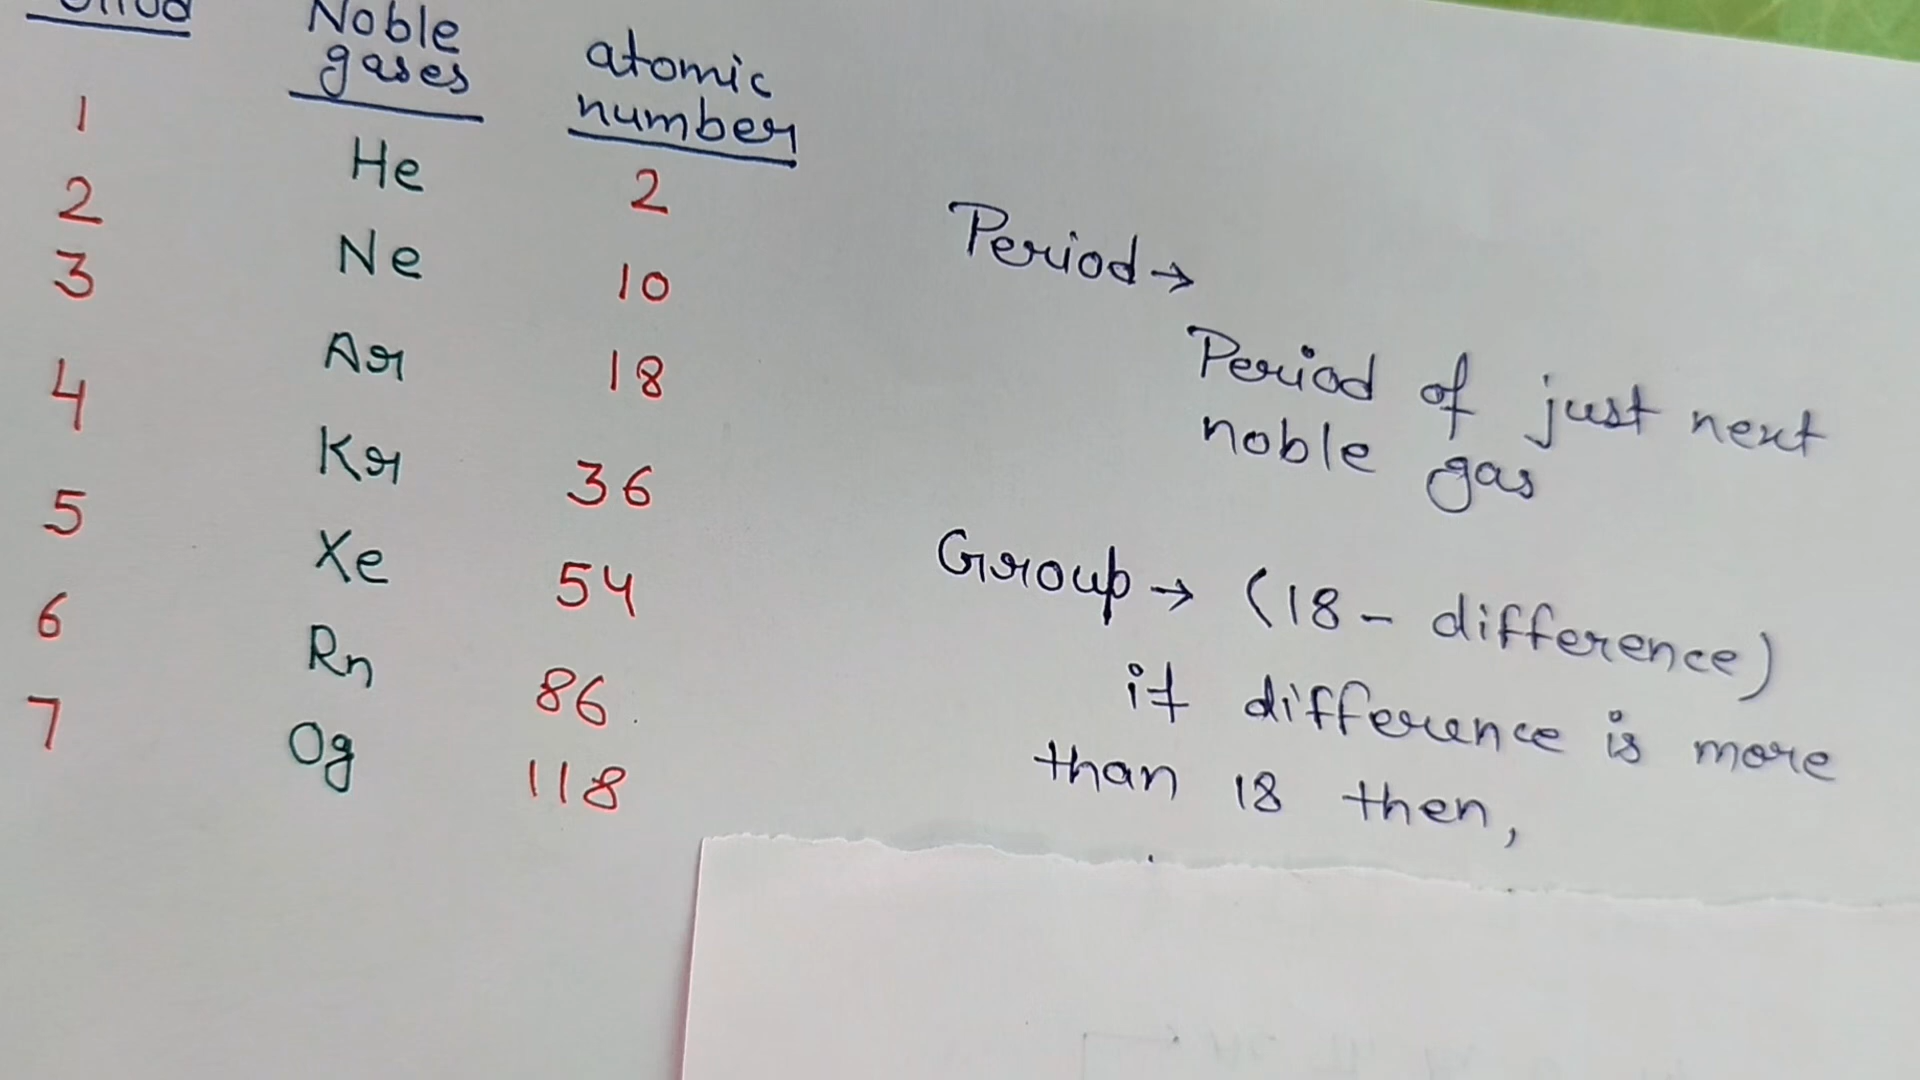 Noble
gases
atomic
number
1 He 2
2 Ne 10
3 Ar 18
4 Kr 36
5 Xe 54
6 Rn 86
7 Og 118
Period →
Period of just next
noble gas
Group → (18 - difference)
if difference is more
than 18 then,